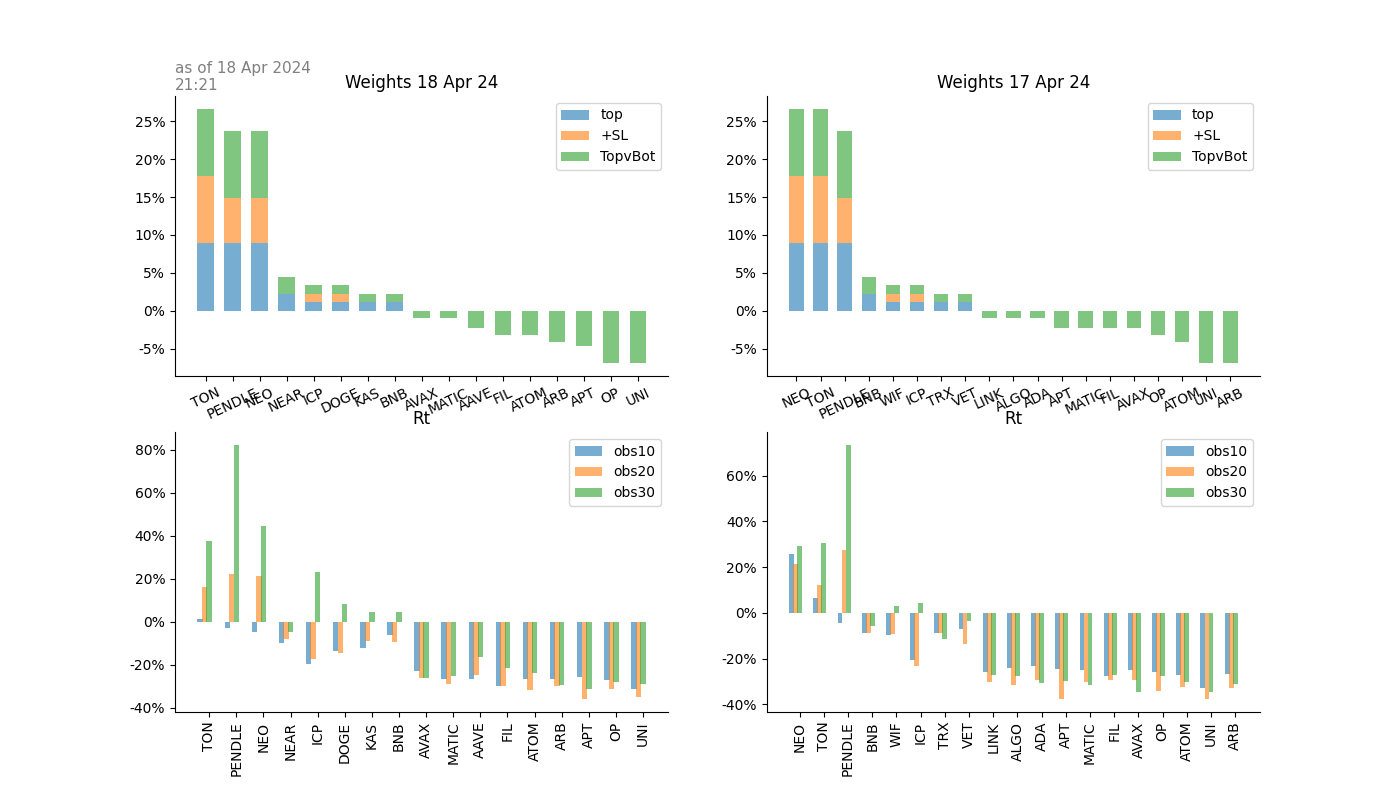 as of 18 Apr 2024
21:21
Weights 18 Apr 24
25%
20%
15%
10%
5%
0%
-5%
top
+SL
TopvBot
TON PENDLE NEO NEAR ICP DOGE KAS BNB AVAX MATIC AAVE FIL ATOM ARB APT OP UNI
Weights 17 Apr 24
25%
20%
15%
10%
5%
0%
-5%
top
+SL
TopvBot
NEO TON PENDLE BNB WIF ICP TRX VET LINK ALGO ADA APT MATIC FIL AVAX OP ATOM UNI ARB
Rt
80%
60%
40%
20%
0%
-20%
-40%
obs10
obs20
obs30
TON PENDLE NEO NEAR ICP DOGE KAS BNB AVAX MATIC AAVE FIL ATOM ARB APT OP UNI
Rt
60%
40%
20%
0%
-20%
-40%
obs10
obs20
obs30
NEO TON PENDLE BNB WIF ICP TRX VET LINK ALGO ADA APT MATIC FIL AVAX OP ATOM UNI ARB